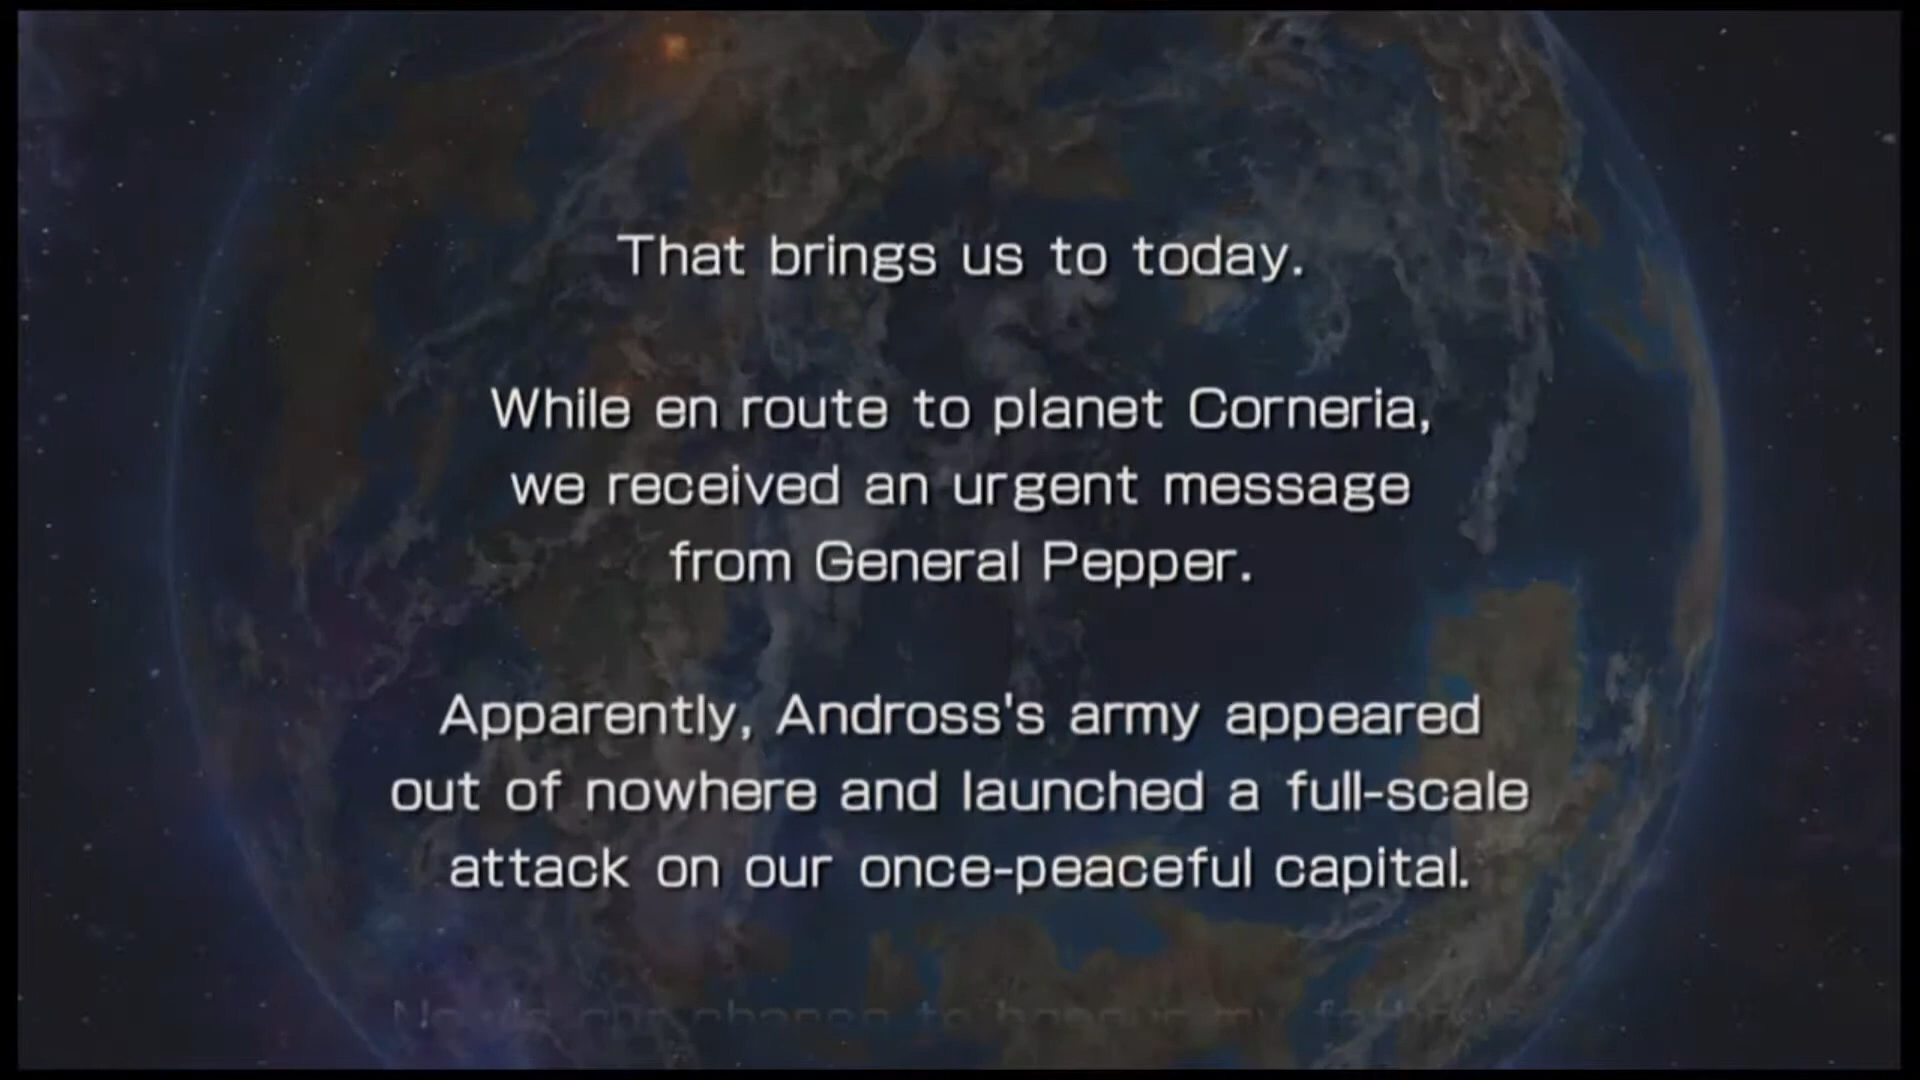 That brings us to today.
While en route to planet Corneria,
we received an urgent message
from General Pepper.
Apparently, Andross's army appeared
out of nowhere and launched a full-scale
attack on our once-peaceful capital.